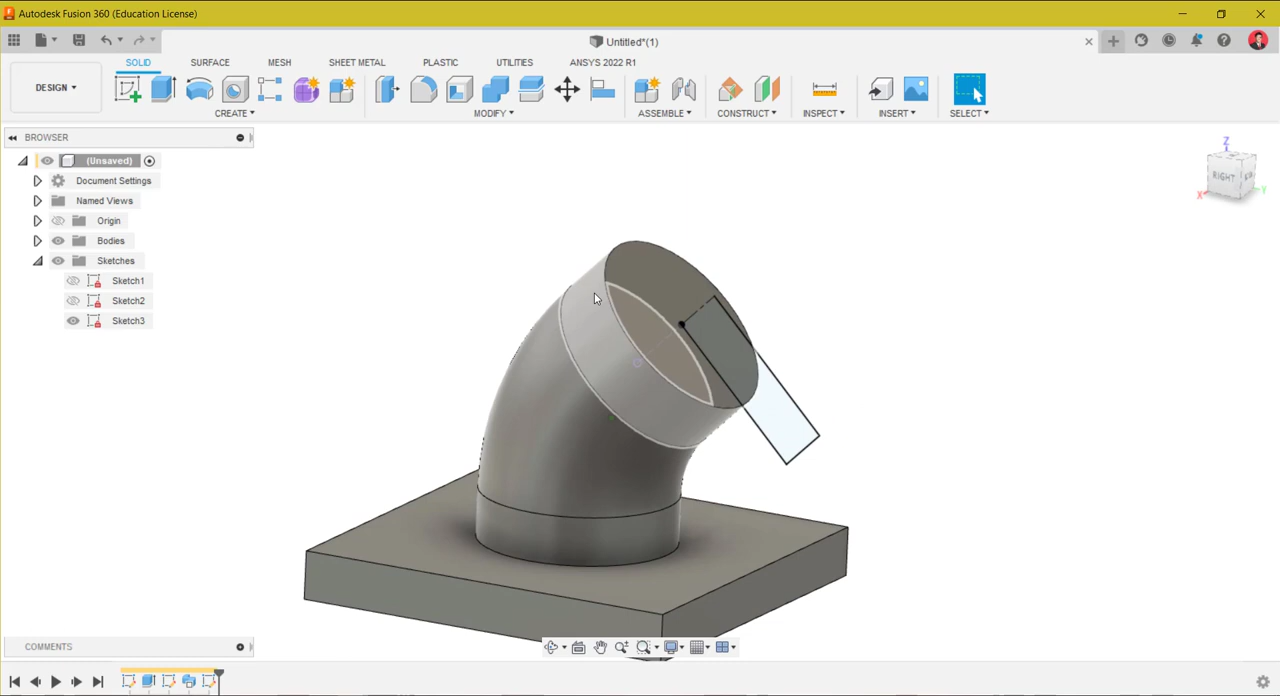 Autodesk Fusion 360 (Education License)
Untitled*(1)
SOLID SURFACE MESH SHEET METAL PLASTIC UTILITIES ANSYS 2022 R1
DESIGN
CREATE MODIFY ASSEMBLE CONSTRUCT INSPECT INSERT SELECT
BROWSER
(Unsaved)
Document Settings
Named Views
Origin
Bodies
Sketches
Sketch1
Sketch2
Sketch3
Z
RIGHT
X
Y
COMMENTS